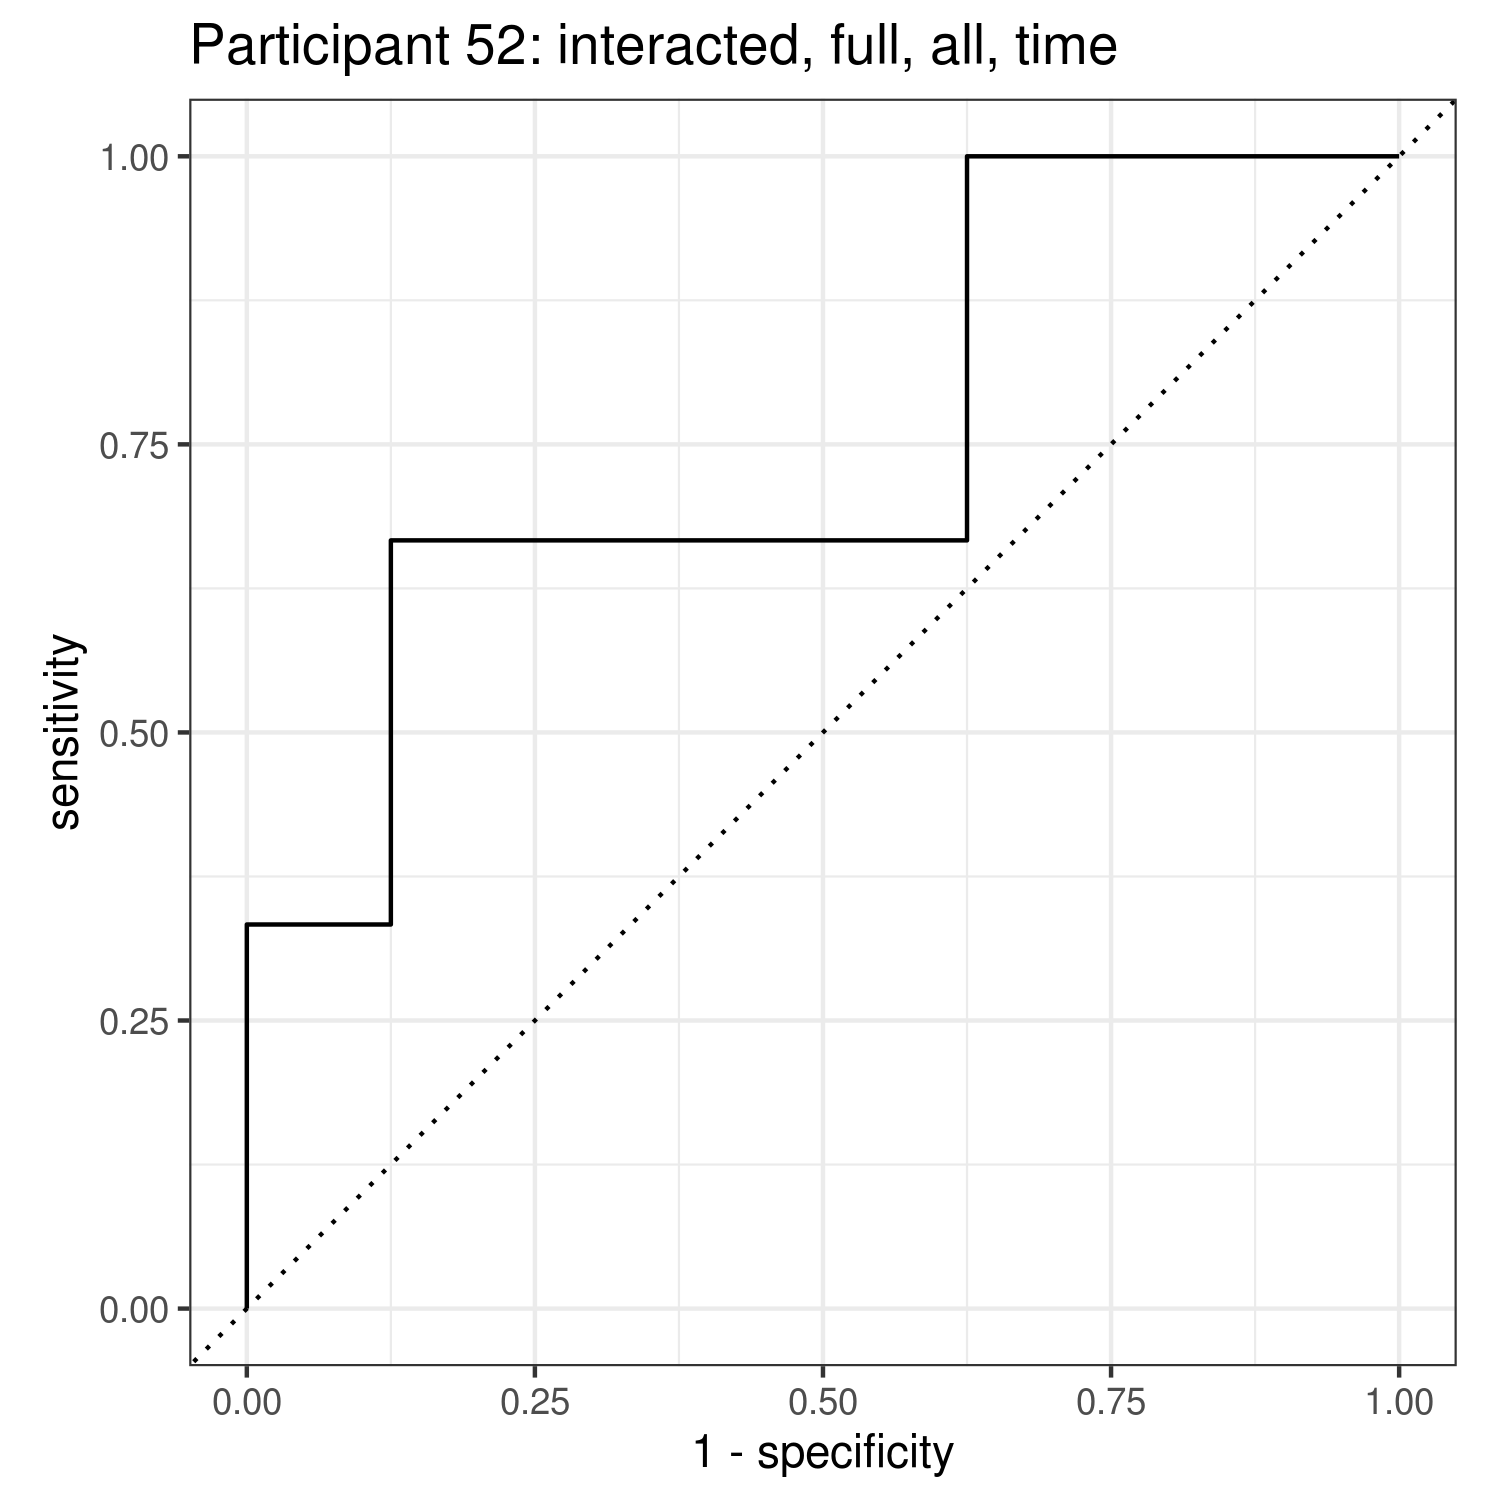 Participant 52: interacted, full, all, time
1.00
0.75
0.50
0.25
0.00
sensitivity
0.00 0.25 0.50 0.75 1.00
1 - specificity